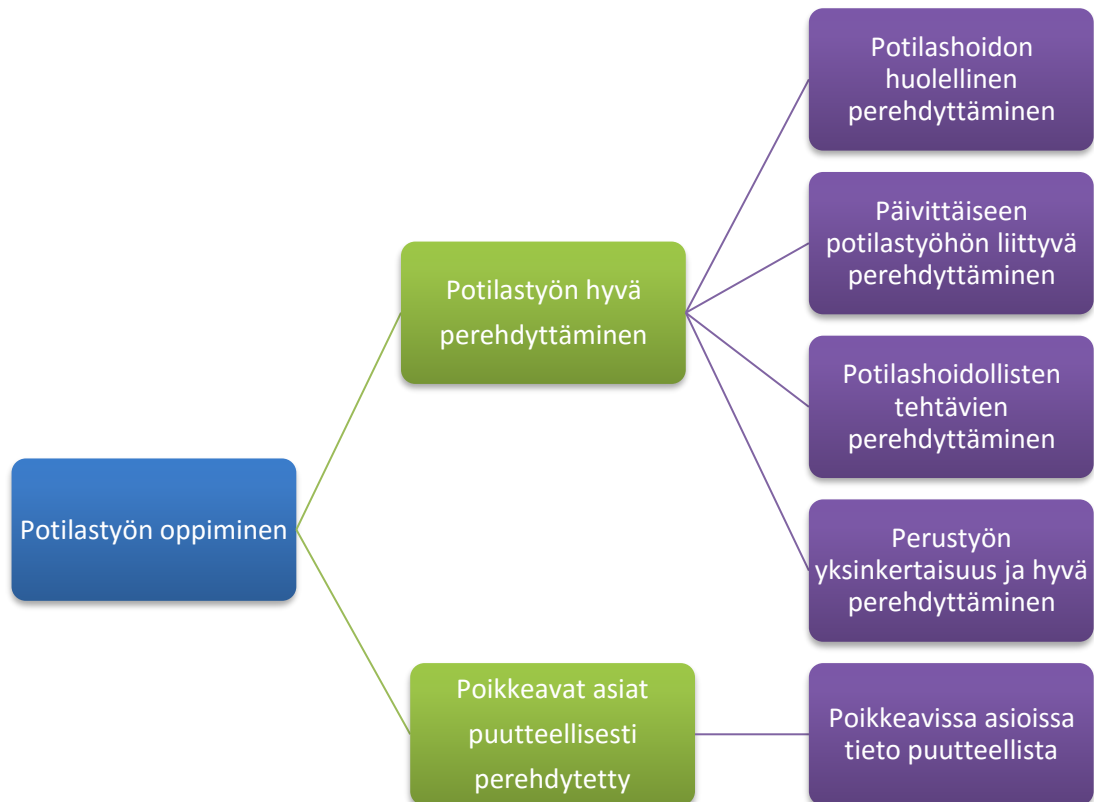 Potilastyön oppiminen
Potilastyön hyvä
perehdyttäminen
Potilashoidon
huolellinen
perehdyttäminen
Päivittäiseen
potilastyöhön liittyvä
perehdyttäminen
Potilashoidollisten
tehtävien
perehdyttäminen
Perustyön
yksinkertaisuus ja hyvä
perehdyttäminen
Poikkeavat asiat
puutteellisesti
perehdytetty
Poikkeavissa asioissa
tieto puutteellista